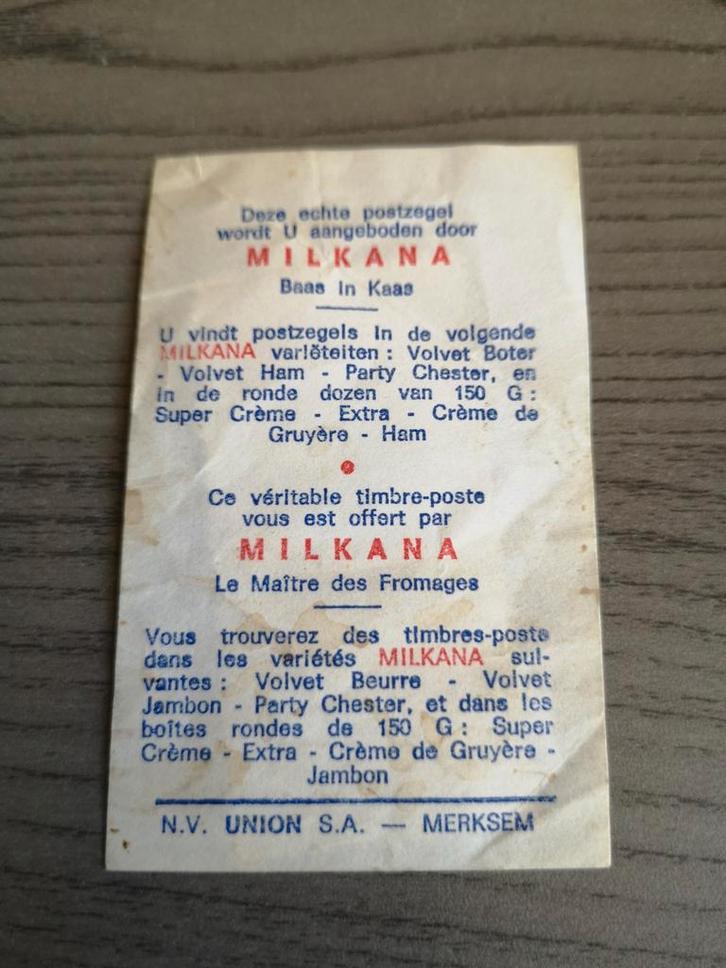 Deze echte postzegel
wordt U aangeboden door
MILKANA
Baas in Kaas
U vindt postzegels in de volgende
MILKANA variëteiten : Volvet Boter
- Volvet Ham - Party Chester, en
in de ronde dozen van 150 G :
Super Crème - Extra - Crème de
Gruyère - Ham
Ce véritable timbre-poste
vous est offert par
MILKANA
Le Maître des Fromages
Vous trouverez des timbres-poste
dans les variétés MILKANA sui-
vantes : Volvet Beurre - Volvet
Jambon - Party Chester, et dans les
boîtes rondes de 150 G : Super
Crème - Extra - Crème de Gruyère -
Jambon
N.V. UNION S.A. — MERKSEM